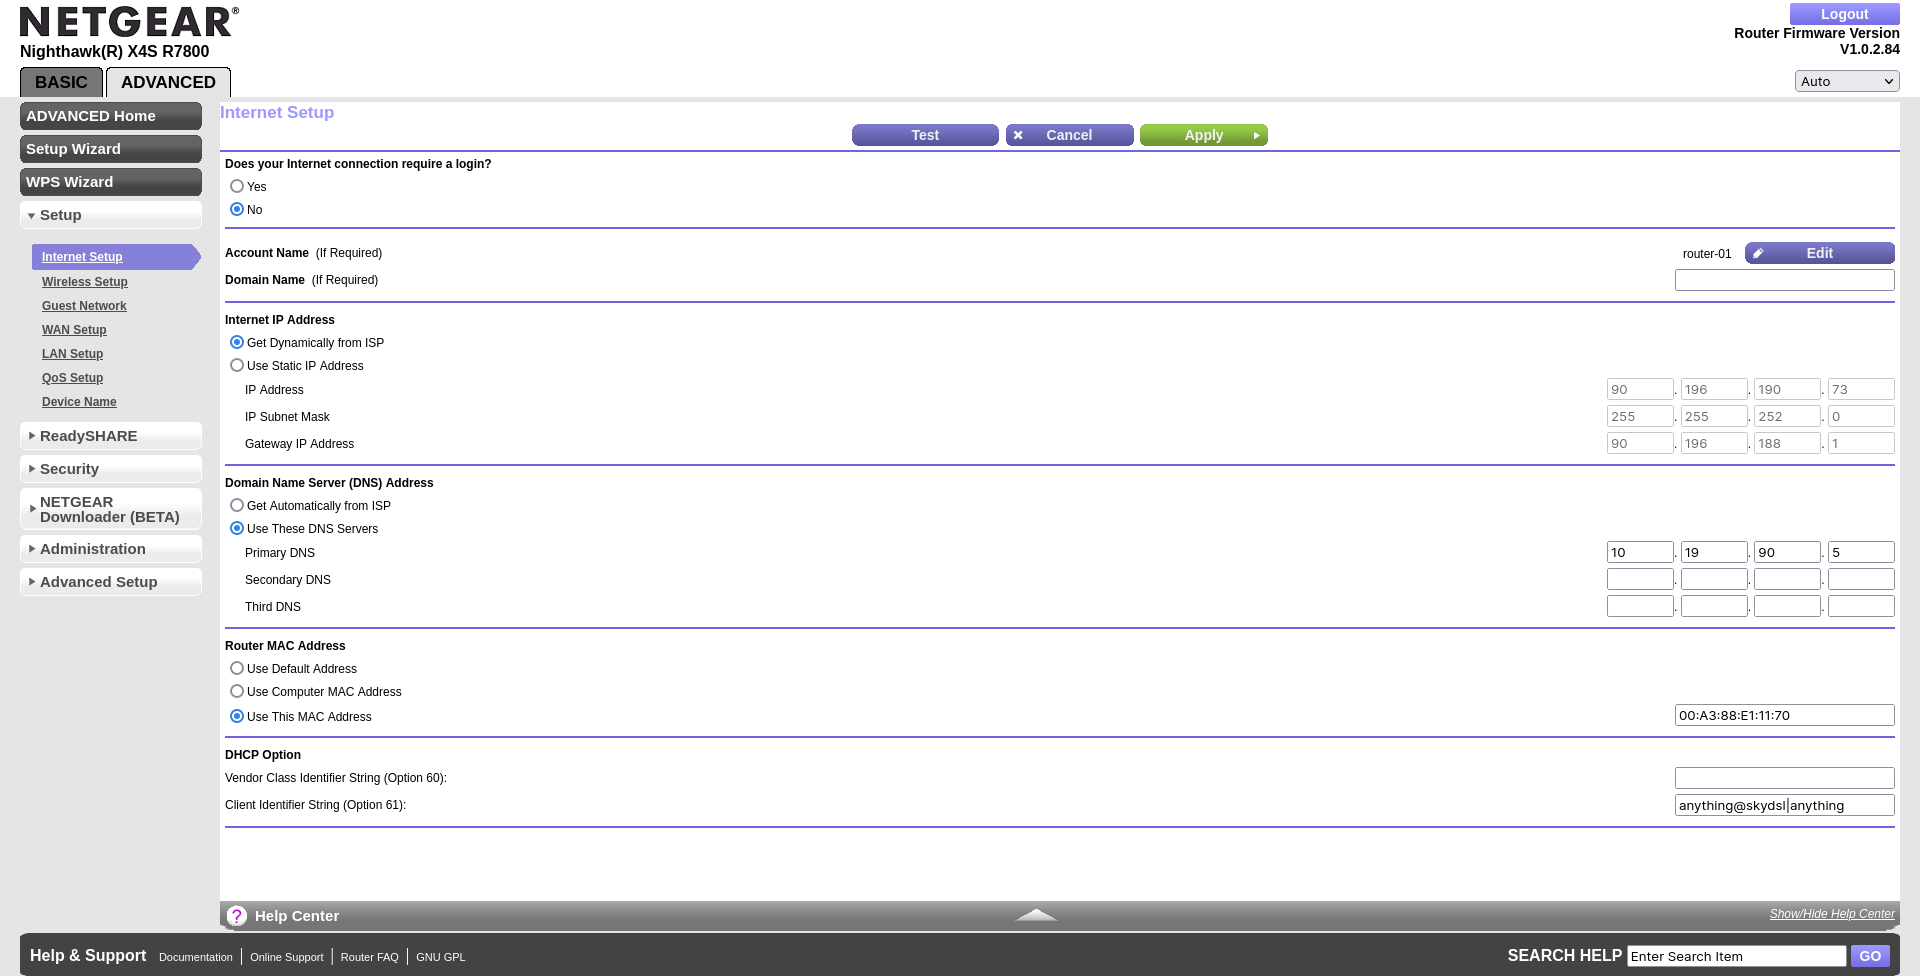 NETGEAR®
Nighthawk(R) X4S R7800
Logout
Router Firmware Version
V1.0.2.84
BASIC
ADVANCED
Auto
ADVANCED Home
Setup Wizard
WPS Wizard
Setup
Internet Setup
Wireless Setup
Guest Network
WAN Setup
LAN Setup
QoS Setup
Device Name
ReadySHARE
Security
NETGEAR
Downloader (BETA)
Administration
Advanced Setup
Internet Setup
Test
Cancel
Apply
Does your Internet connection require a login?
Yes
No
Account Name (If Required) router-01 Edit
Domain Name (If Required)
Internet IP Address
Get Dynamically from ISP
Use Static IP Address
IP Address 90 . 196 . 190 . 73
IP Subnet Mask 255 . 255 . 252 . 0
Gateway IP Address 90 . 196 . 188 . 1
Domain Name Server (DNS) Address
Get Automatically from ISP
Use These DNS Servers
Primary DNS 10 . 19 . 90 . 5
Secondary DNS . . .
Third DNS . . .
Router MAC Address
Use Default Address
Use Computer MAC Address
Use This MAC Address 00:A3:88:E1:11:70
DHCP Option
Vendor Class Identifier String (Option 60):
Client Identifier String (Option 61): anything@skydsl|anything
? Help Center Show/Hide Help Center
Help & Support Documentation Online Support Router FAQ GNU GPL SEARCH HELP Enter Search Item GO